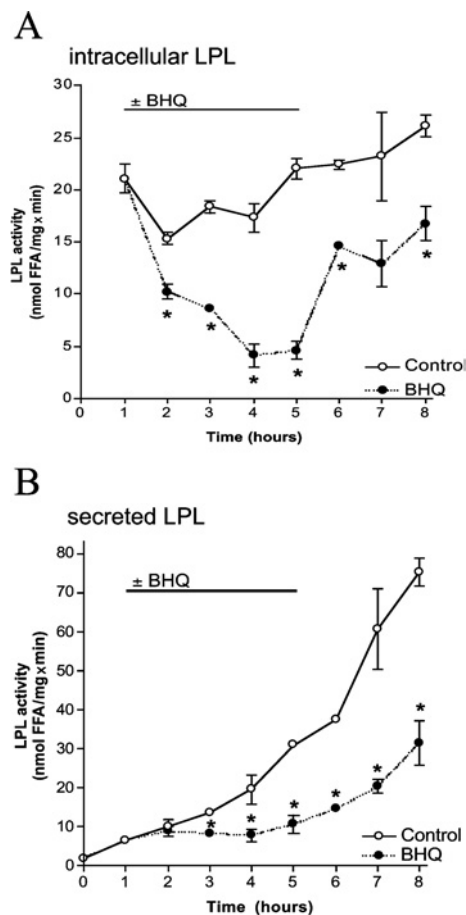 A
intracellular LPL
± BHQ
30
25
20
15
10
5
0
LPL activity
(nmol FFA/mg×min)
*
*
*
*
*
*
Control
BHQ
0 1 2 3 4 5 6 7 8
Time (hours)
B
secreted LPL
± BHQ
80
70
60
50
40
30
20
10
0
LPL activity
(nmol FFA/mg×min)
*
*
*
*
*
*
Control
BHQ
0 1 2 3 4 5 6 7 8
Time (hours)